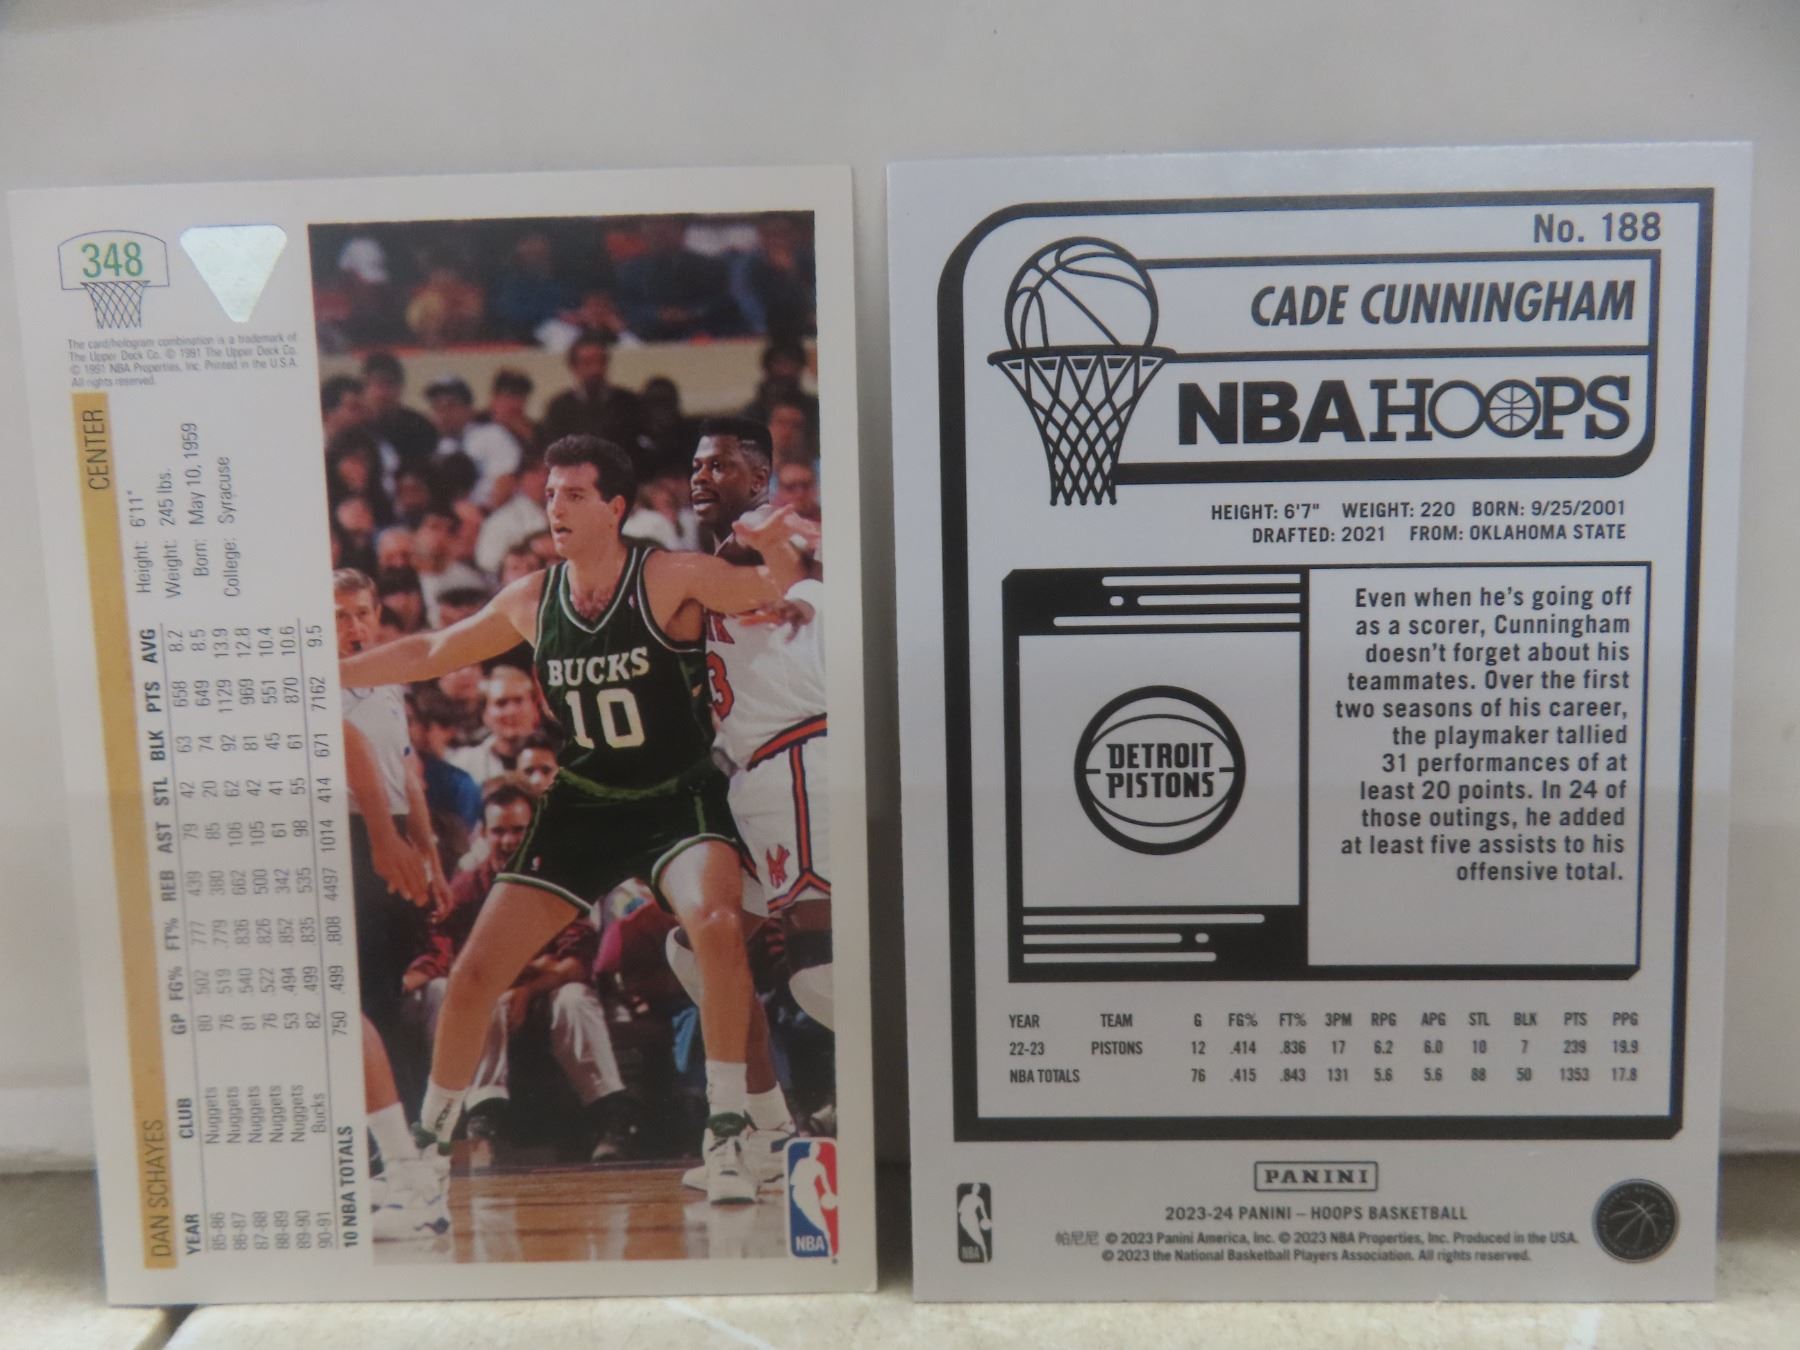 348
The card/hologram combination is a trademark of
The Upper Deck Co. © 1991 The Upper Deck Co.
© 1991 NBA Properties, Inc. Printed in the U.S.A.
All rights reserved.
DAN SCHAYES CENTER
Height: 6'11"
Weight: 245 lbs.
Born: May 10, 1959
College: Syracuse
YEAR CLUB GP FG% FT% REB AST STL BLK PTS AVG
85-86 Nuggets 80 .502 .777 439 79 42 63 658 8.2
86-87 Nuggets 76 .519 .779 380 85 20 74 649 8.5
87-88 Nuggets 81 .540 .836 662 106 62 92 1129 13.9
88-89 Nuggets 76 .522 .826 500 105 42 81 969 12.8
89-90 Nuggets 53 .494 .852 342 61 41 45 551 10.4
90-91 Bucks 82 .499 .835 535 98 55 61 870 10.6
10 NBA TOTALS 750 .499 .808 4497 1014 414 671 7162 9.5
BUCKS
10
3
NBA
No. 188
CADE CUNNINGHAM
NBA HOOPS
HEIGHT: 6'7" WEIGHT: 220 BORN: 9/25/2001
DRAFTED: 2021 FROM: OKLAHOMA STATE
DETROIT
PISTONS
Even when he's going off
as a scorer, Cunningham
doesn't forget about his
teammates. Over the first
two seasons of his career,
the playmaker tallied
31 performances of at
least 20 points. In 24 of
those outings, he added
at least five assists to his
offensive total.
YEAR TEAM G FG% FT% 3PM RPG APG STL BLK PTS PPG
22-23 PISTONS 12 .414 .836 17 6.2 6.0 10 7 239 19.9
NBA TOTALS 76 .415 .843 131 5.6 5.6 88 50 1353 17.8
PANINI
2023-24 PANINI – HOOPS BASKETBALL
帕尼尼 © 2023 Panini America, Inc. © 2023 NBA Properties, Inc. Produced in the USA.
© 2023 the National Basketball Players Association. All rights reserved.
NBA